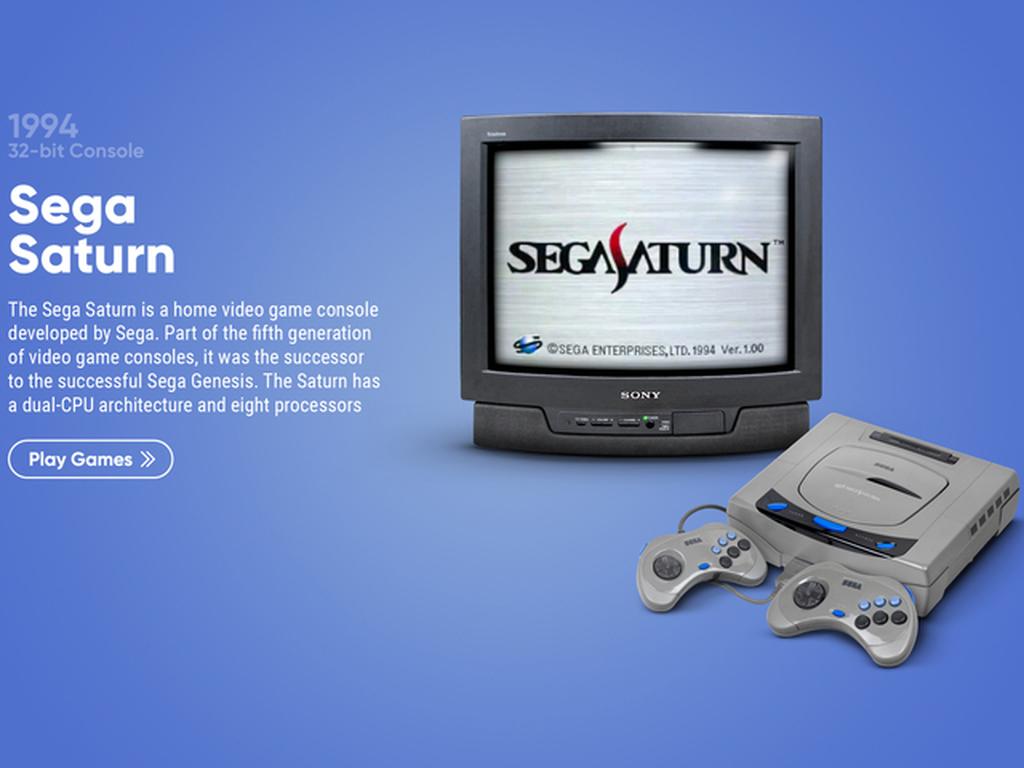 1994
32-bit Console
Sega
Saturn
The Sega Saturn is a home video game console
developed by Sega. Part of the fifth generation
of video game consoles, it was the successor
to the successful Sega Genesis. The Saturn has
a dual-CPU architecture and eight processors
Play Games
Trinitron
SEGA SATURN™
©SEGA ENTERPRISES,LTD. 1994 Ver.1.00
SONY
SEGA
SEGA
SEGA